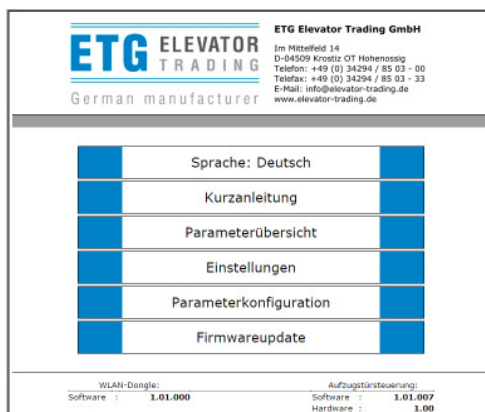 ETG ELEVATOR TRADING
German manufacturer
ETG Elevator Trading GmbH
Im Mittelfeld 14
D-04509 Krostiz OT Hohenossig
Telefon: +49 (0) 34294 / 85 03 - 00
Telefax: +49 (0) 34294 / 85 03 - 33
E-Mail: info@elevator-trading.de
www.elevator-trading.de
Sprache: Deutsch
Kurzanleitung
Parameterübersicht
Einstellungen
Parameterkonfiguration
Firmwareupdate
WLAN-Dongle:
Software : 1.01.000
Aufzugstürsteuerung:
Software : 1.01.007
Hardware : 1.00